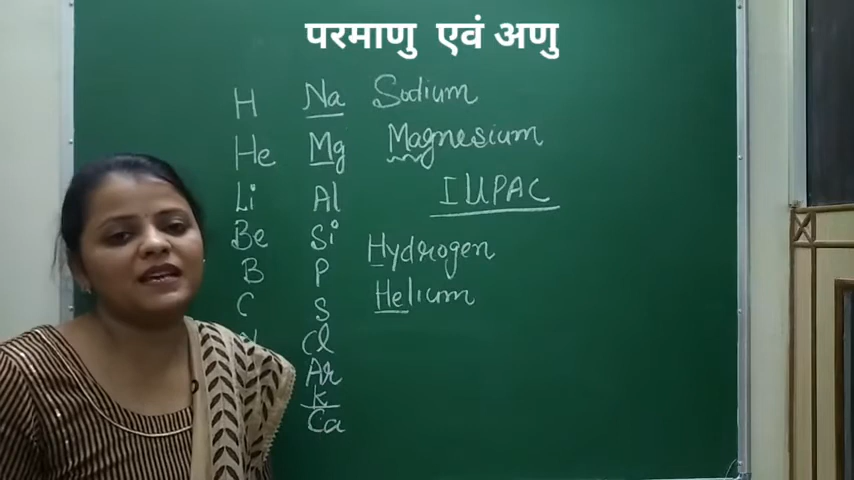 परमाणु एवं अणु
H Na Sodium
He Mg Magnesium
Li Al IUPAC
Be Si Hydrogen
B P
C S Helium
Cl
Ar
K
Ca